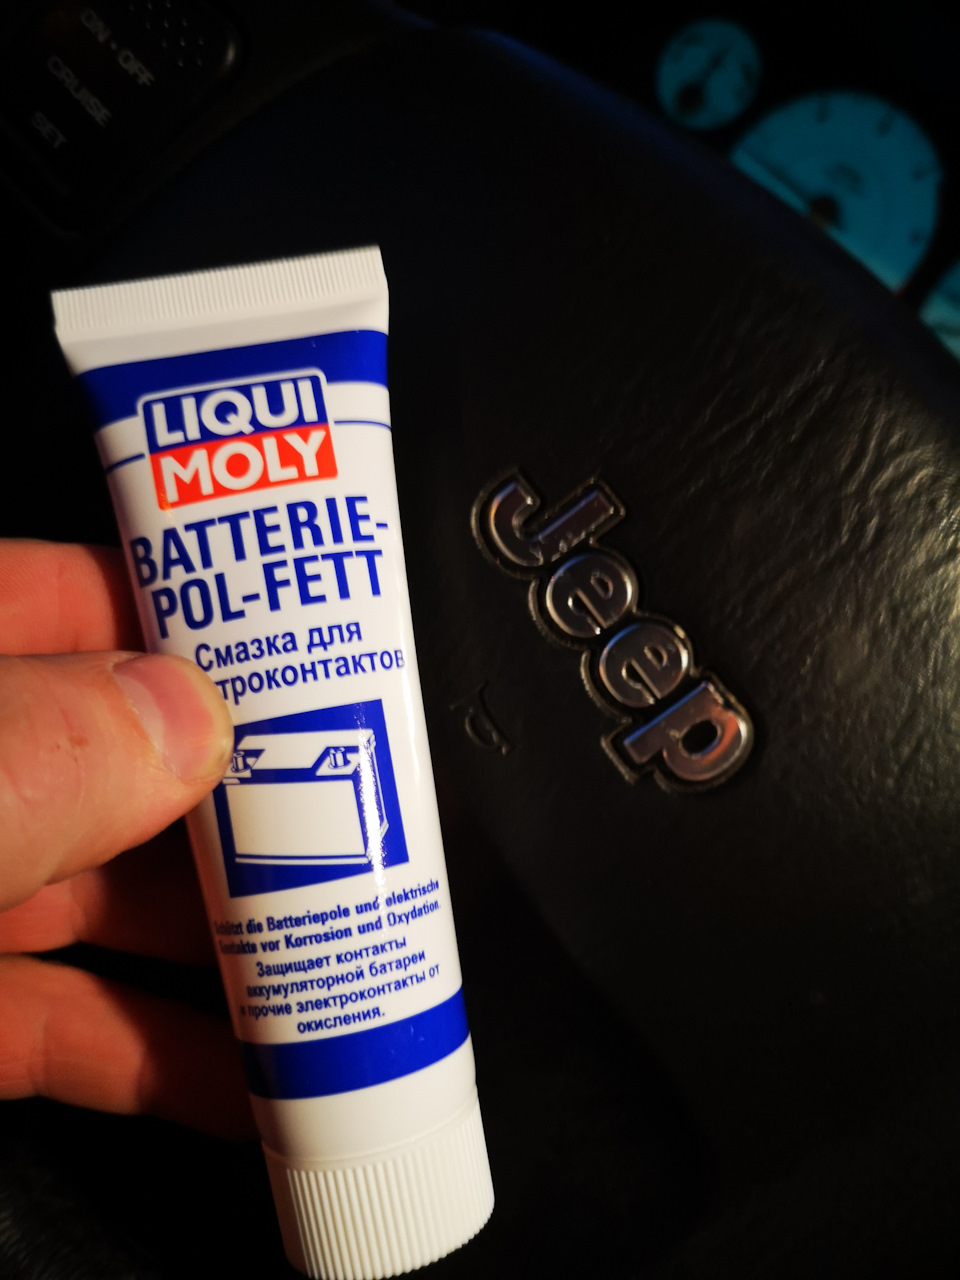 ON • OFF
CRUISE
SET
LIQUI
MOLY
BATTERIE-
POL-FETT
Смазка для
троконтактов
die Batteriepole und elektrische
vor Korrosion und Oxydation.
Защищает контакты
аккумуляторной батареи
и прочие электроконтакты от
окисления.
Jeep